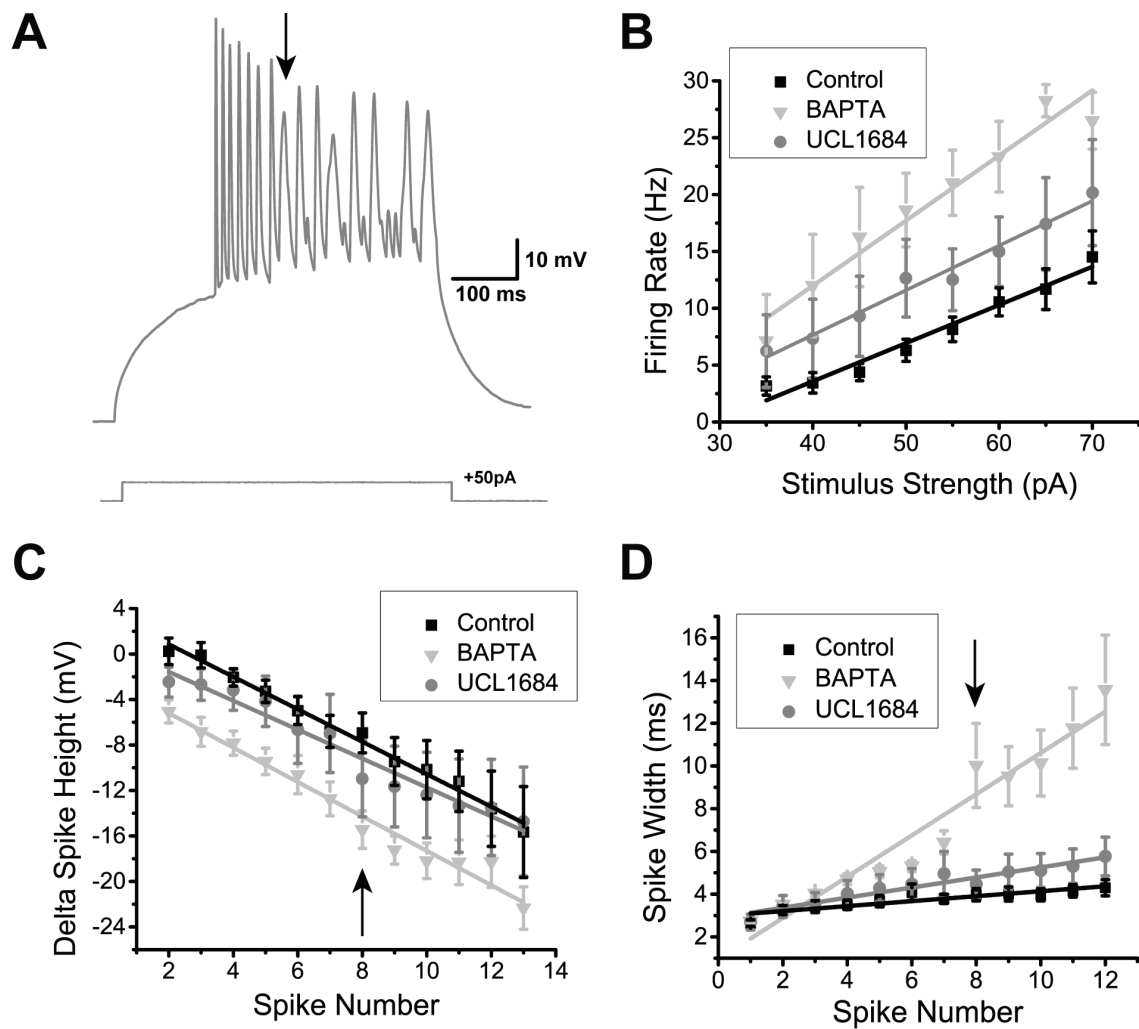 A
10 mV
100 ms
+50pA
B
Control
BAPTA
UCL1684
Firing Rate (Hz)
30
25
20
15
10
5
0
30 40 50 60 70
Stimulus Strength (pA)
C
Control
BAPTA
UCL1684
Delta Spike Height (mV)
4
0
-4
-8
-12
-16
-20
-24
2 4 6 8 10 12 14
Spike Number
D
Control
BAPTA
UCL1684
Spike Width (ms)
16
14
12
10
8
6
4
2
0 2 4 6 8 10 12
Spike Number